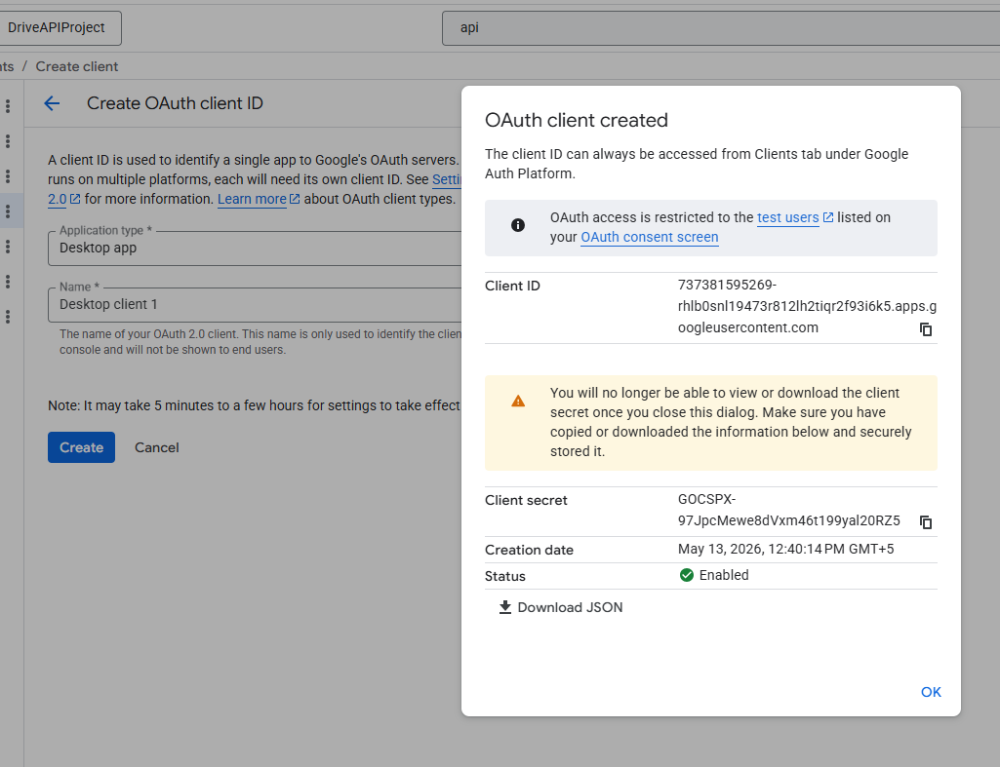 DriveAPIProject
api
nts / Create client
Create OAuth client ID
A client ID is used to identify a single app to Google's OAuth servers.
runs on multiple platforms, each will need its own client ID. See Setti
2.0 for more information. Learn more about OAuth client types.
Application type *
Desktop app
Name *
Desktop client 1
The name of your OAuth 2.0 client. This name is only used to identify the clien
console and will not be shown to end users.
Note: It may take 5 minutes to a few hours for settings to take effect
Create Cancel
OAuth client created
The client ID can always be accessed from Clients tab under Google
Auth Platform.
OAuth access is restricted to the test users listed on
your OAuth consent screen
Client ID
737381595269-
rhlb0snl19473r812lh2tiqr2f93i6k5.apps.g
oogleusercontent.com
You will no longer be able to view or download the client
secret once you close this dialog. Make sure you have
copied or downloaded the information below and securely
stored it.
Client secret
GOCSPX-
97JpcMewe8dVxm46t199yal20RZ5
Creation date
May 13, 2026, 12:40:14 PM GMT+5
Status
Enabled
Download JSON
OK